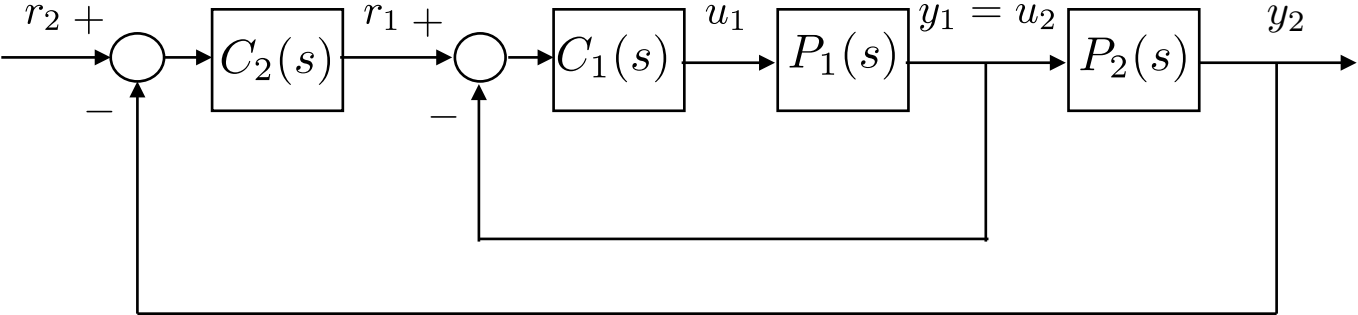 r₂ + r₁ + u₁ y₁ = u₂ y₂
C₂(s) C₁(s) P₁(s) P₂(s)
− −